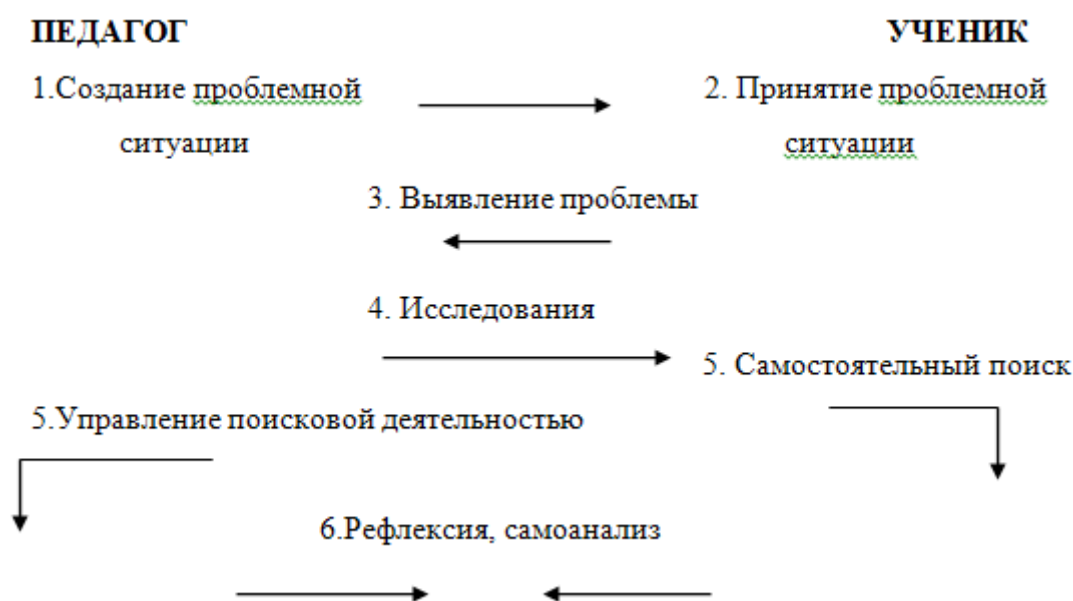 ПЕДАГОГ УЧЕНИК
1.Создание проблемной 2. Принятие проблемной
ситуации ситуации
3. Выявление проблемы
4. Исследования
5. Самостоятельный поиск
5.Управление поисковой деятельностью
6.Рефлексия, самоанализ